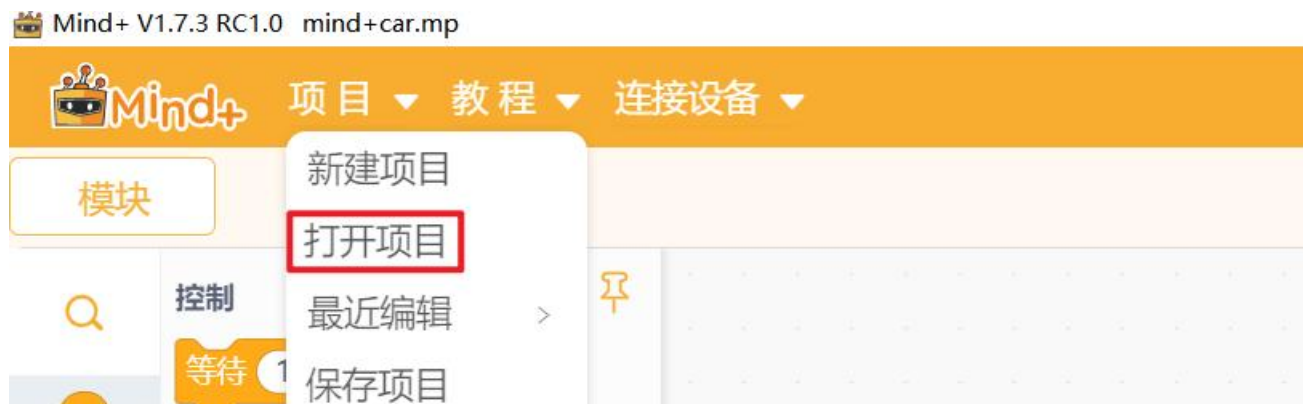 Mind+ V1.7.3 RC1.0 mind+car.mp
Mind+ 项目 教程 连接设备
新建项目
模块
打开项目
控制
最近编辑 >
等待 1
保存项目